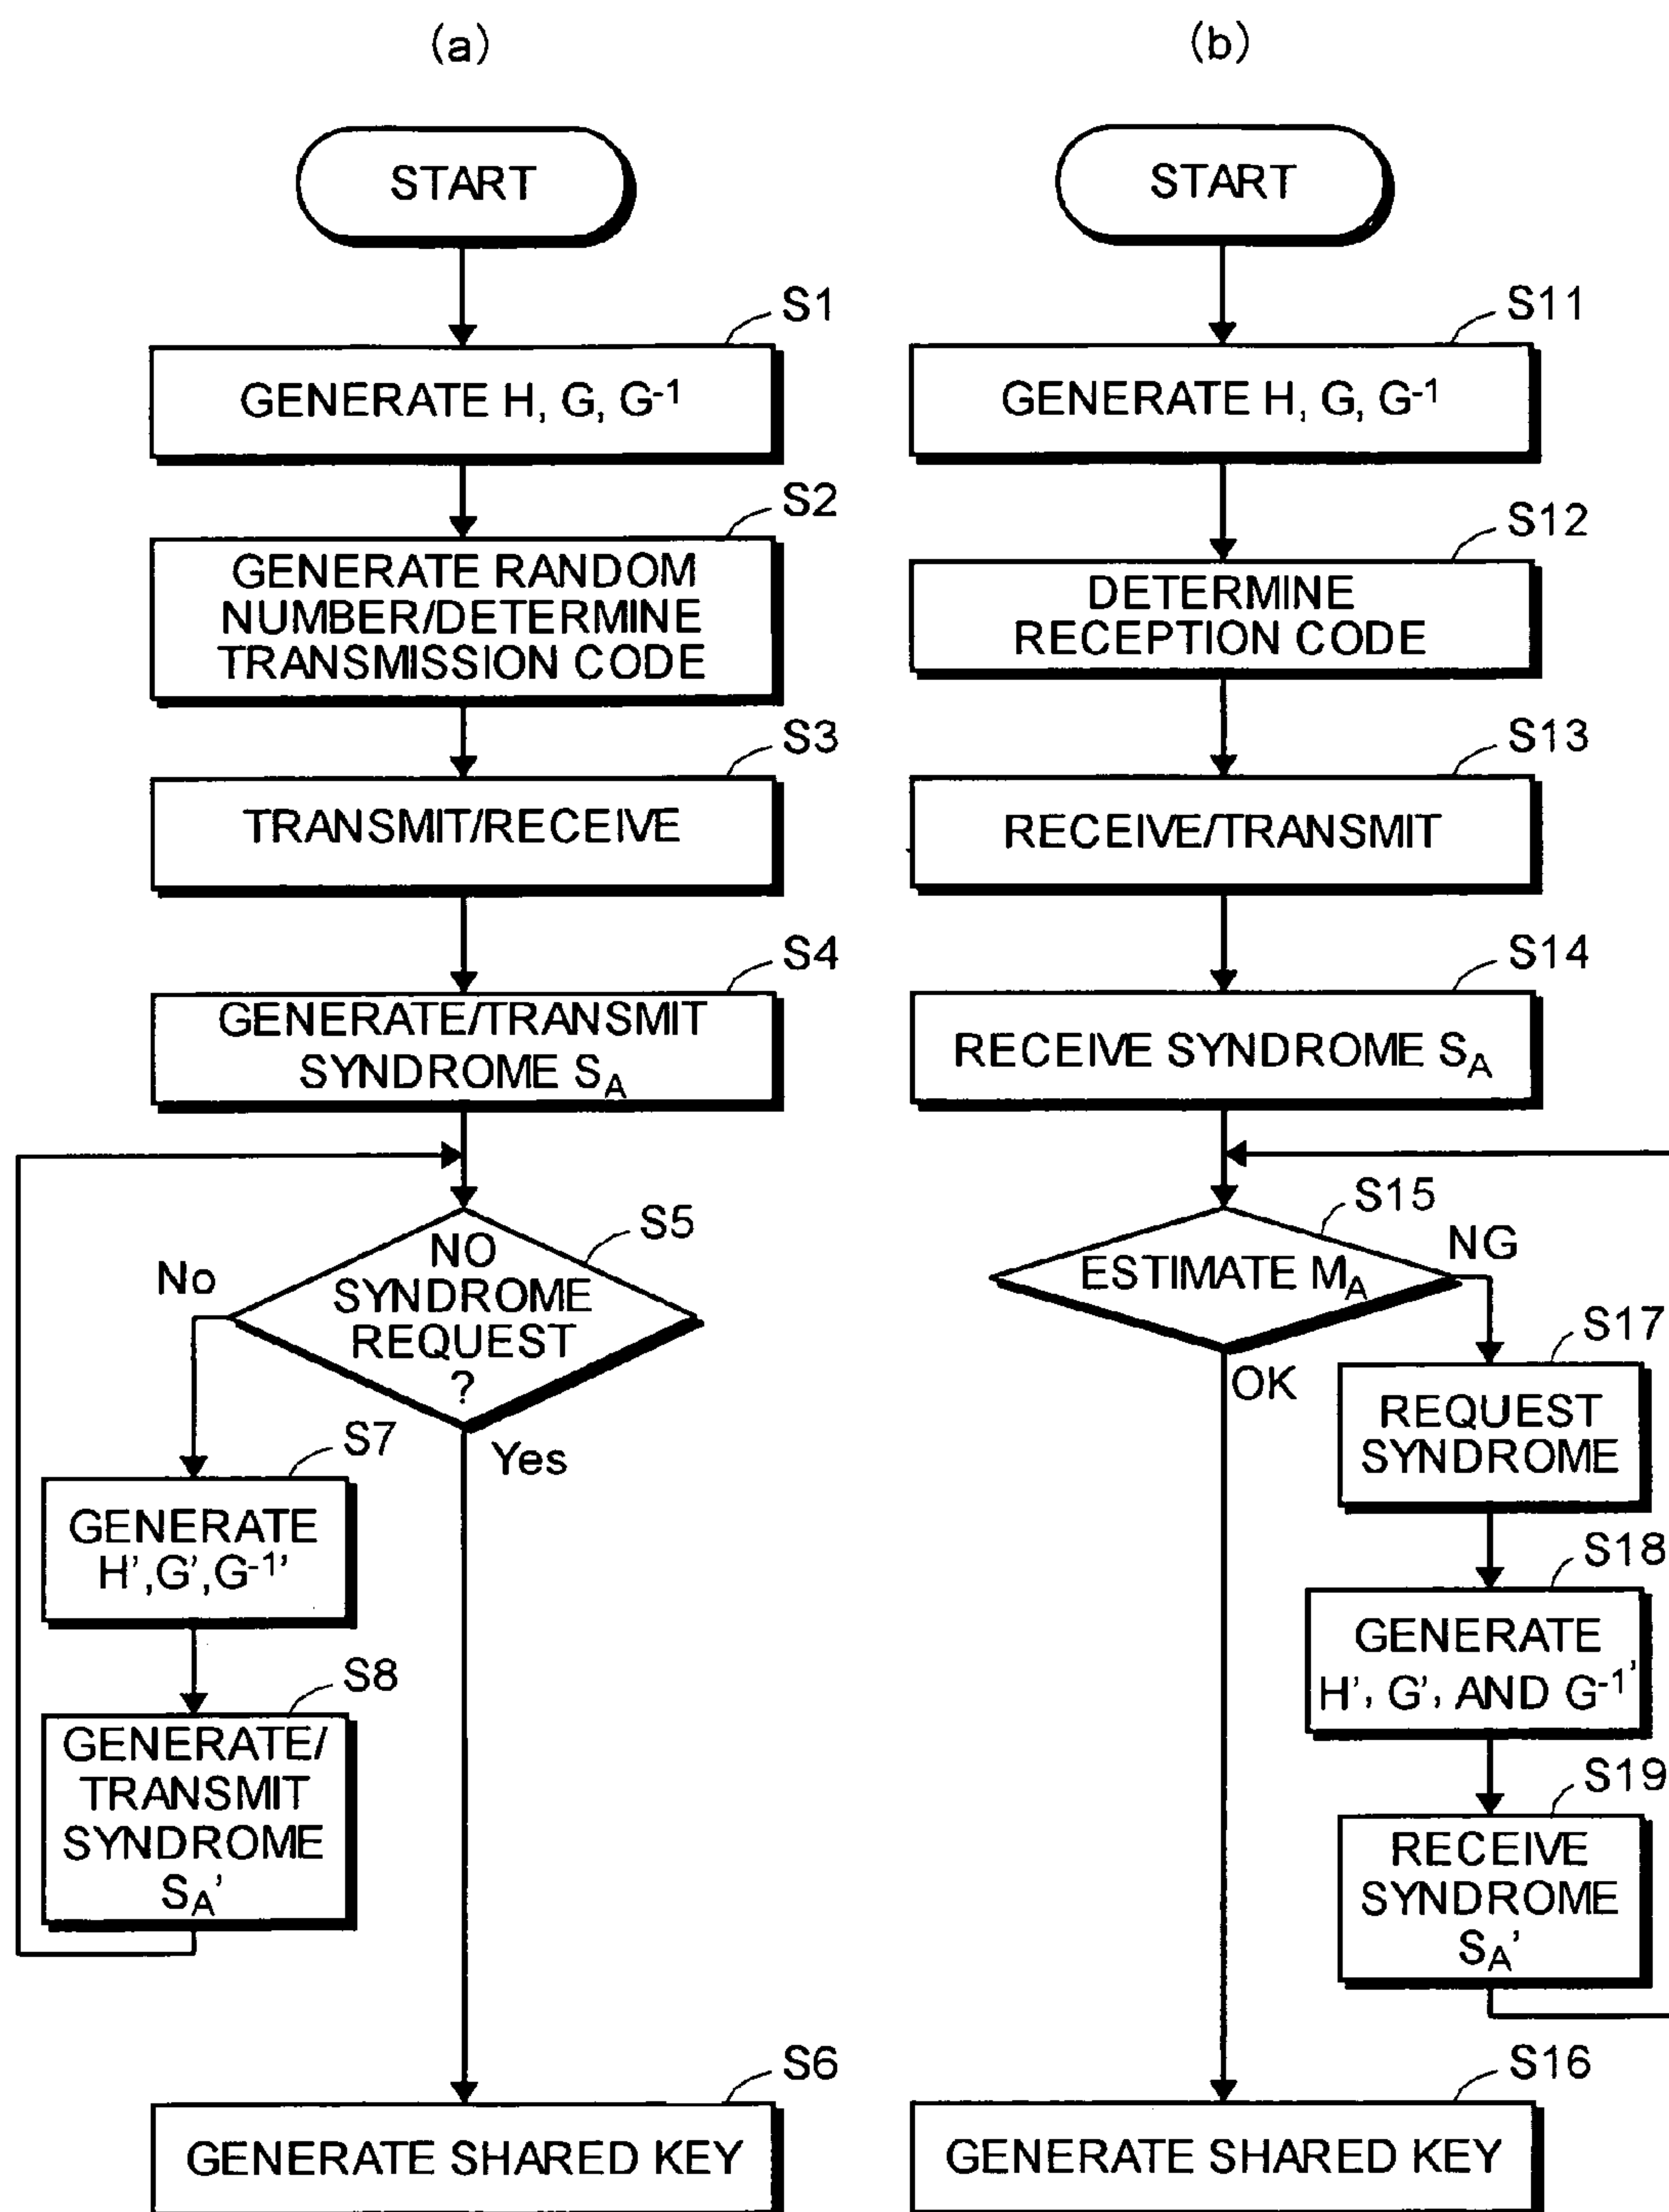 (a)
START
S1
GENERATE H, G, G-1
S2
GENERATE RANDOM
NUMBER/DETERMINE
TRANSMISSION CODE
S3
TRANSMIT/RECEIVE
S4
GENERATE/TRANSMIT
SYNDROME SA
S5
NO
SYNDROME
REQUEST
?
No
Yes
S7
GENERATE
H',G',G-1'
S8
GENERATE/
TRANSMIT
SYNDROME
SA'
S6
GENERATE SHARED KEY
(b)
START
S11
GENERATE H, G, G-1
S12
DETERMINE
RECEPTION CODE
S13
RECEIVE/TRANSMIT
S14
RECEIVE SYNDROME SA
S15
ESTIMATE MA
NG
OK
S17
REQUEST
SYNDROME
S18
GENERATE
H', G', AND G-1'
S19
RECEIVE
SYNDROME
SA'
S16
GENERATE SHARED KEY